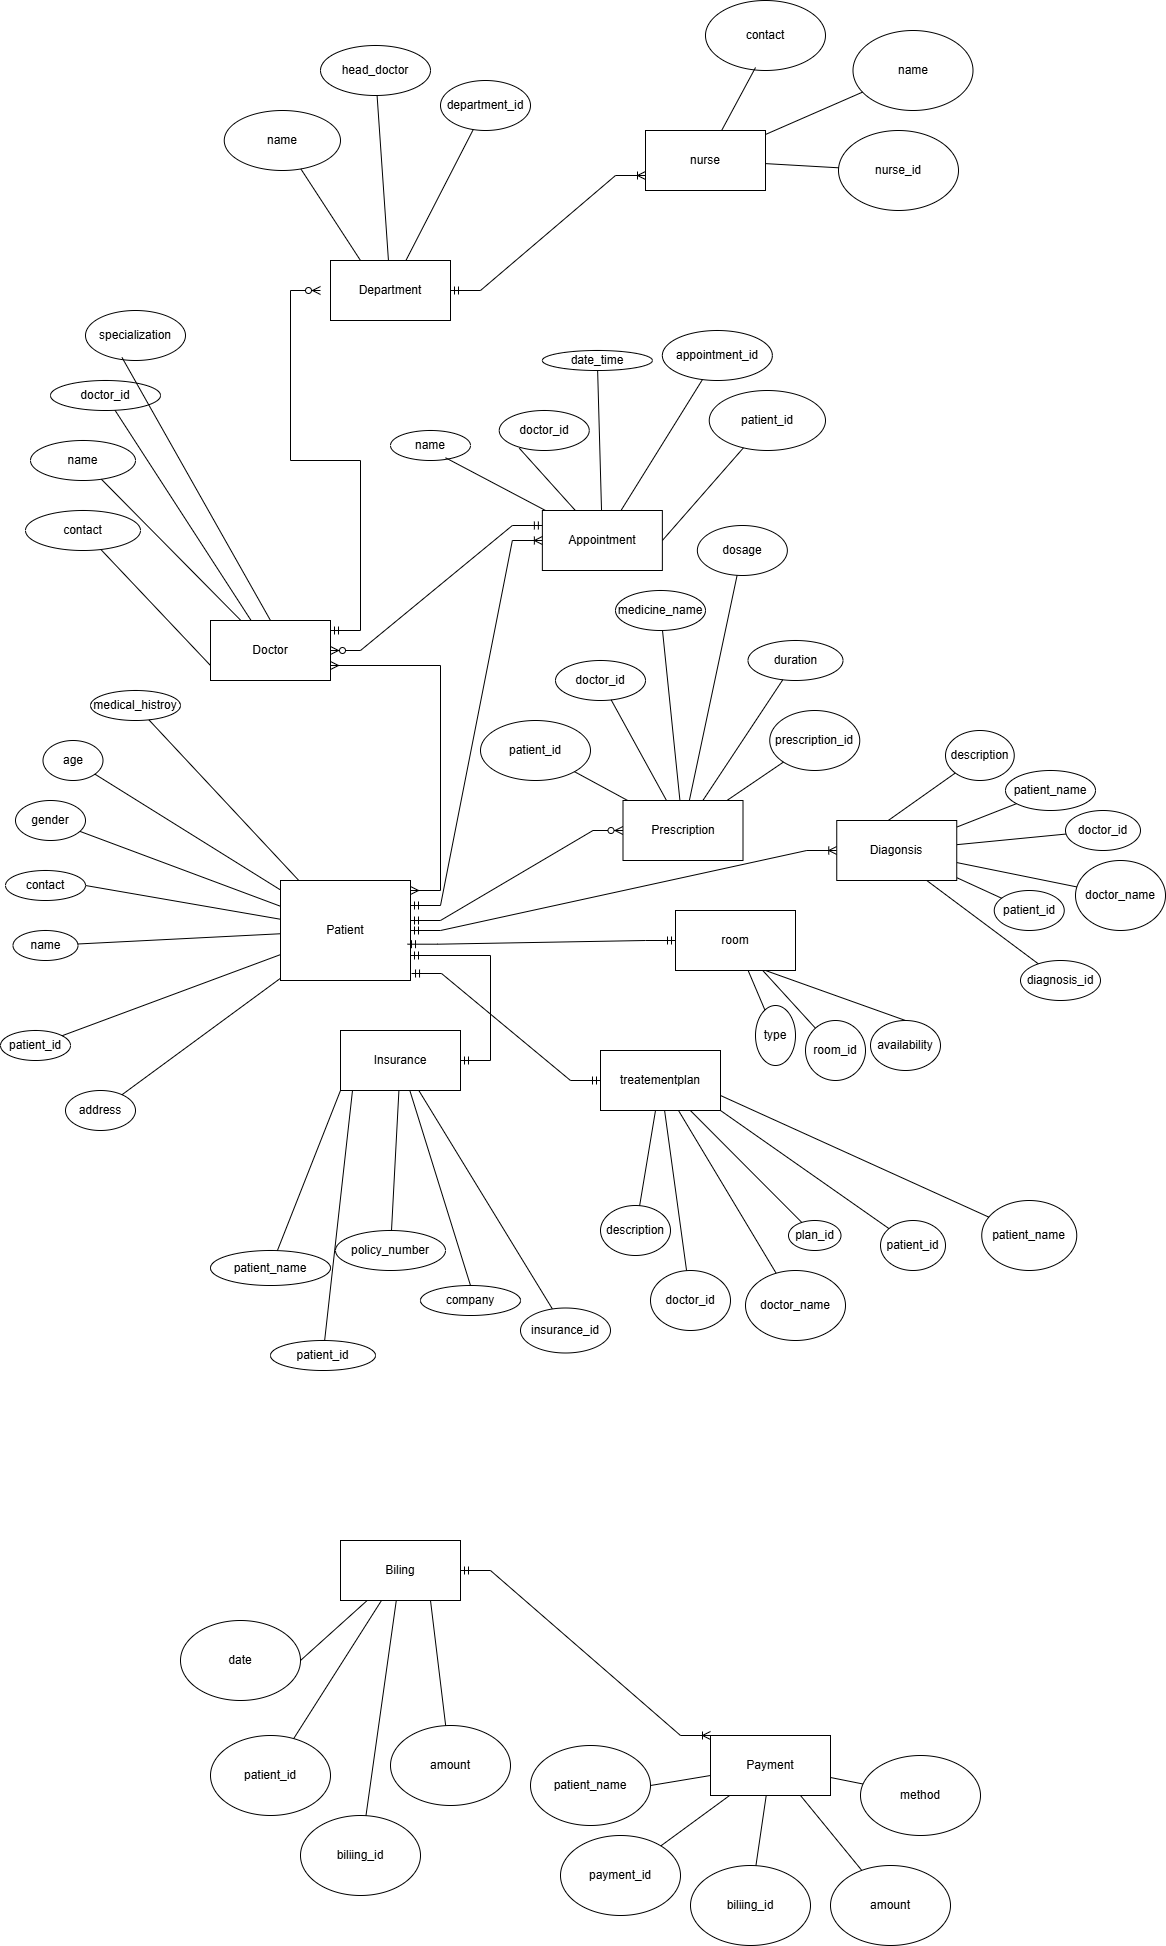 contact
head_doctor
name
department_id
name
nurse
nurse_id
Department
specialization
date_time
appointment_id
doctor_id
patient_id
doctor_id
name
name
contact
Appointment
dosage
medicine_name
Doctor
duration
doctor_id
medical_histroy
prescription_id
patient_id
description
age
patient_name
gender
Prescription
doctor_id
Diagonsis
contact
doctor_name
patient_id
Patient
room
name
diagnosis_id
type
room_id
availability
patient_id
Insurance
treatementplan
address
description
plan_id
patient_id
patient_name
policy_number
patient_name
company
doctor_id
doctor_name
insurance_id
patient_id
Biling
date
amount
Payment
patient_id
patient_name
method
biliing_id
payment_id
biliing_id
amount